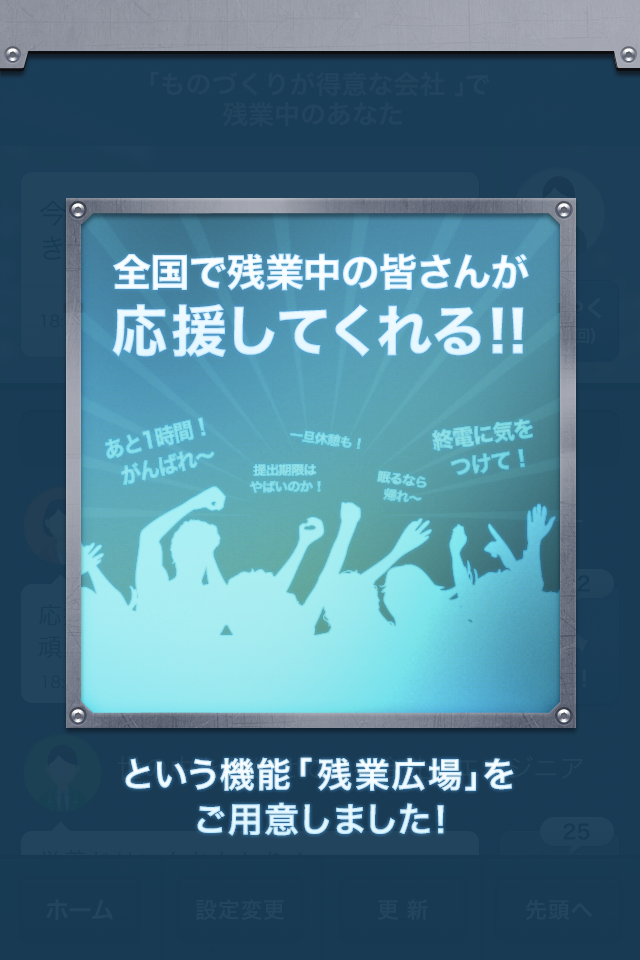 「ものづくりが得意な会社 」で
残業中のあなた
全国で残業中の皆さんが
応援してくれる!!
あと1時間！
がんばれ〜
一旦休憩も！
終電に気を
つけて！
提出期限は
やばいのか！
眠るなら
帰れ〜
という機能「残業広場」を
ご用意しました！
25
ホーム
設定変更
更 新
先頭へ